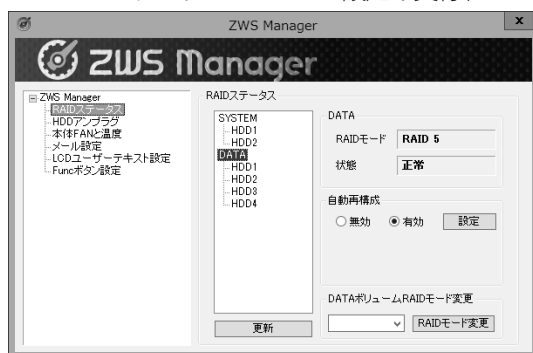 ZWS Manager
x
ZWS Manager
ZWS Manager
RAIDステータス
HDDアンプラグ
本体FANと温度
メール設定
LCDユーザーテキスト設定
Funcボタン設定
RAIDステータス
SYSTEM
HDD1
HDD2
DATA
HDD1
HDD2
HDD3
HDD4
更新
DATA
RAIDモード RAID 5
状態 正常
自動再構成
無効 有効 設定
DATAボリュームRAIDモード変更
RAIDモード変更